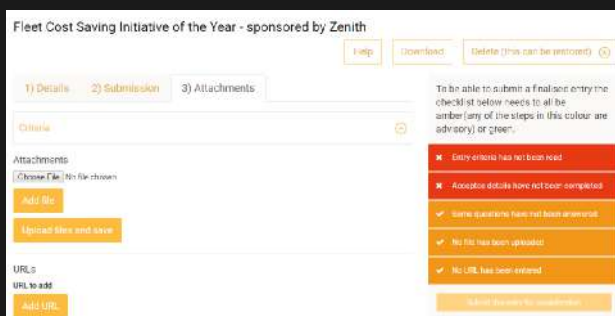 Fleet Cost Saving Initiative of the Year - sponsored by Zenith
Help
Download
Delete (this can be restored)
1) Details
2) Submission
3) Attachments
Criteria
Attachments
Choose File No file chosen
Add file
Upload files and save
URLs
URL to add
Add URL
To be able to submit a finalised entry the
checklist below needs to all be
amber(any of the steps in this colour are
advisory) or green.
Entry criteria has not been read
Acceptee details have not been completed
Some questions have not been answered
No file has been uploaded
No URL has been entered